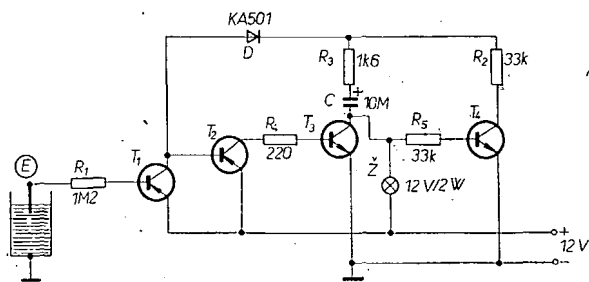 KA501
D
R3
1k6
R2
33k
C
+
10M
T4
T3
R4
220
T2
R5
33k
T1
E
R1
1M2
Ž
12 V/2 W
+
12 V
−